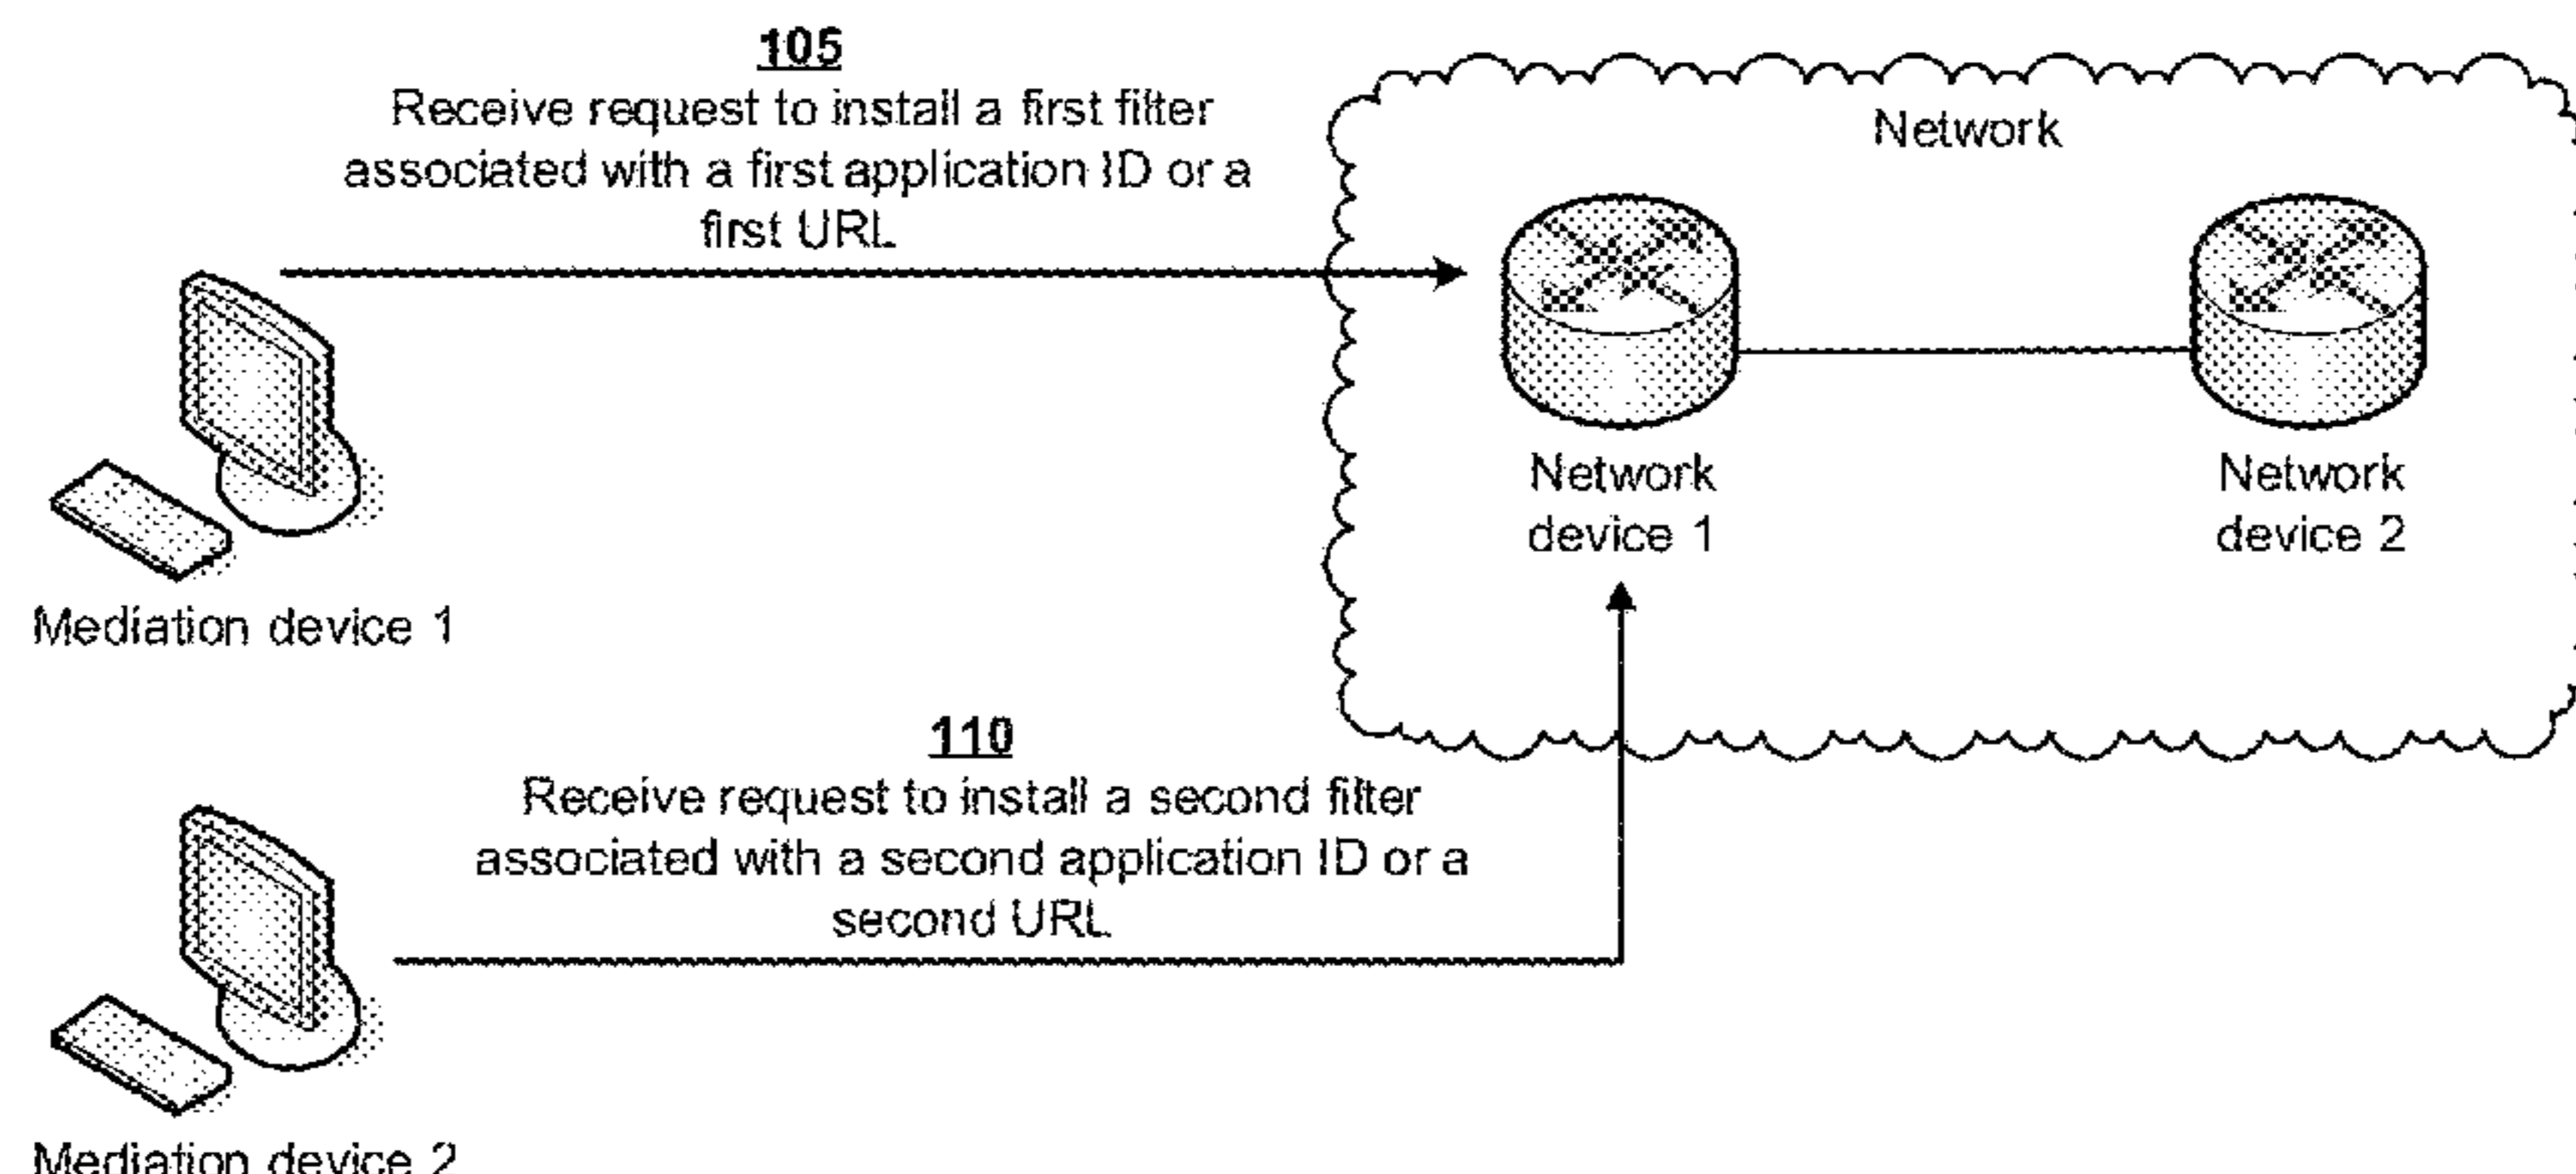 105
Receive request to install a first filter
associated with a first application ID or a
first URL
Network
Network
device 1
Network
device 2
Mediation device 1
110
Receive request to install a second filter
associated with a second application ID or a
second URL
Mediation device 2